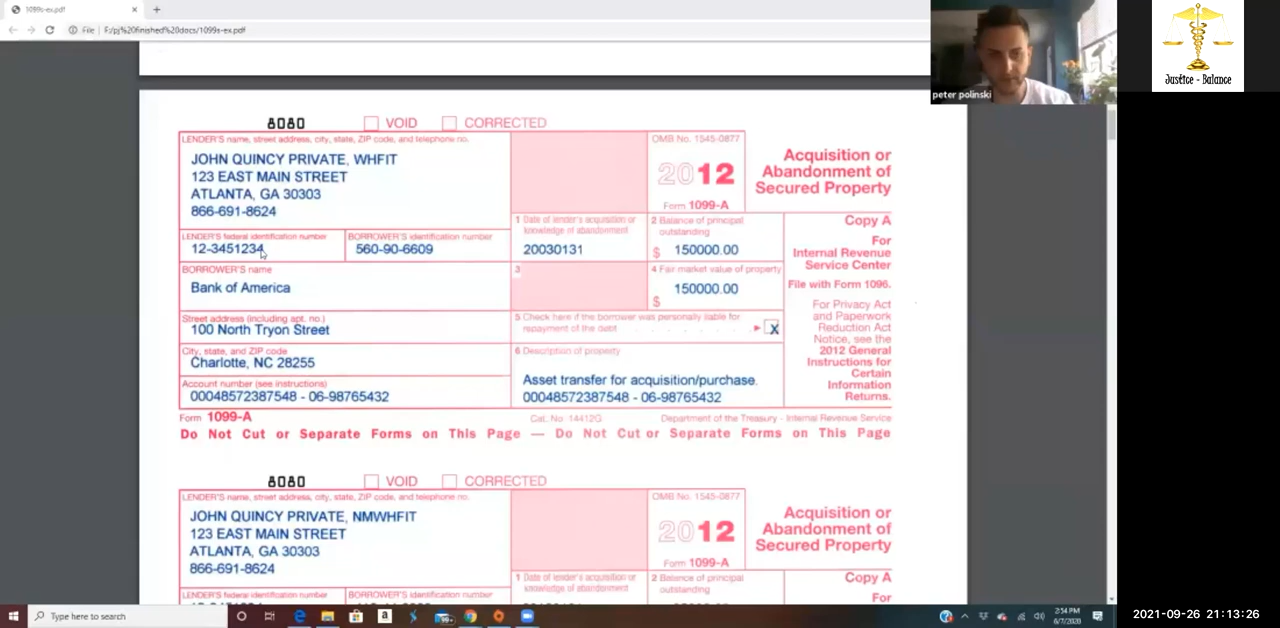 1099s-ex.pdf
File
F:/pj%20finished%20docs/1099s-ex.pdf
peter polinski
Justice - Balance
8080
VOID
CORRECTED
LENDER'S name, street address, city, state, ZIP code, and telephone no.
JOHN QUINCY PRIVATE, WHFIT
123 EAST MAIN STREET
ATLANTA, GA 30303
866-691-8624
OMB No. 1545-0877
2012
Form 1099-A
Acquisition or
Abandonment of
Secured Property
1 Date of lender's acquisition or
knowledge of abandonment
20030131
2 Balance of principal
outstanding
$ 150000.00
Copy A
For
Internal Revenue
Service Center
File with Form 1096.
For Privacy Act
and Paperwork
Reduction Act
Notice, see the
2012 General
Instructions for
Certain
Information
Returns.
LENDER'S federal identification number
12-3451234
BORROWER'S identification number
560-90-6609
BORROWER'S name
Bank of America
3
4 Fair market value of property
150000.00
$
Street address (including apt. no.)
100 North Tryon Street
5 Check here if the borrower was personally liable for
repayment of the debt
X
City, state, and ZIP code
Charlotte, NC 28255
6 Description of property
Asset transfer for acquisition/purchase.
00048572387548 - 06-98765432
Account number (see instructions)
00048572387548 - 06-98765432
Form 1099-A
Cat. No. 14412G
Department of the Treasury - Internal Revenue Service
Do Not Cut or Separate Forms on This Page — Do Not Cut or Separate Forms on This Page
8080
VOID
CORRECTED
LENDER'S name, street address, city, state, ZIP code, and telephone no.
JOHN QUINCY PRIVATE, NMWHFIT
123 EAST MAIN STREET
ATLANTA, GA 30303
866-691-8624
OMB No. 1545-0877
2012
Form 1099-A
Acquisition or
Abandonment of
Secured Property
1 Date of lender's acquisition or
knowledge of abandonment
2 Balance of principal
outstanding
Copy A
For
LENDER'S federal identification number
BORROWER'S identification number
Type here to search
2:54 PM
6/7/2020
2021-09-26 21:13:26